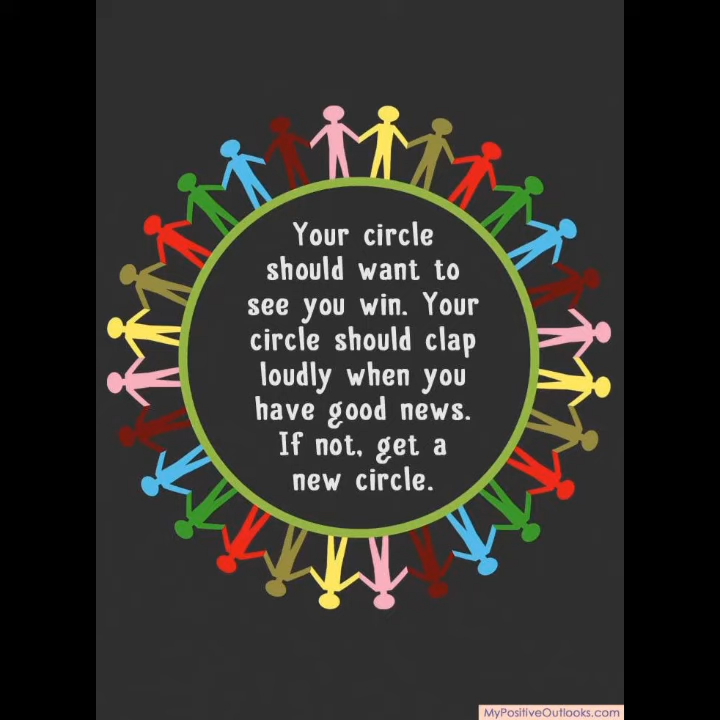 Your circle
should want to
see you win. Your
circle should clap
loudly when you
have good news.
If not, get a
new circle.
MyPositiveOutlooks.com